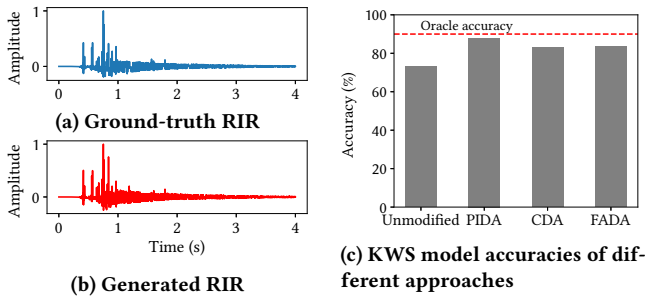 Amplitude
1
0
0 1 2 3 4
(a) Ground-truth RIR
Amplitude
1
0
0 1 2 3 4
Time (s)
(b) Generated RIR
Accuracy (%)
100
80
60
40
20
0
Oracle accuracy
Unmodified PIDA CDA FADA
(c) KWS model accuracies of dif-
ferent approaches